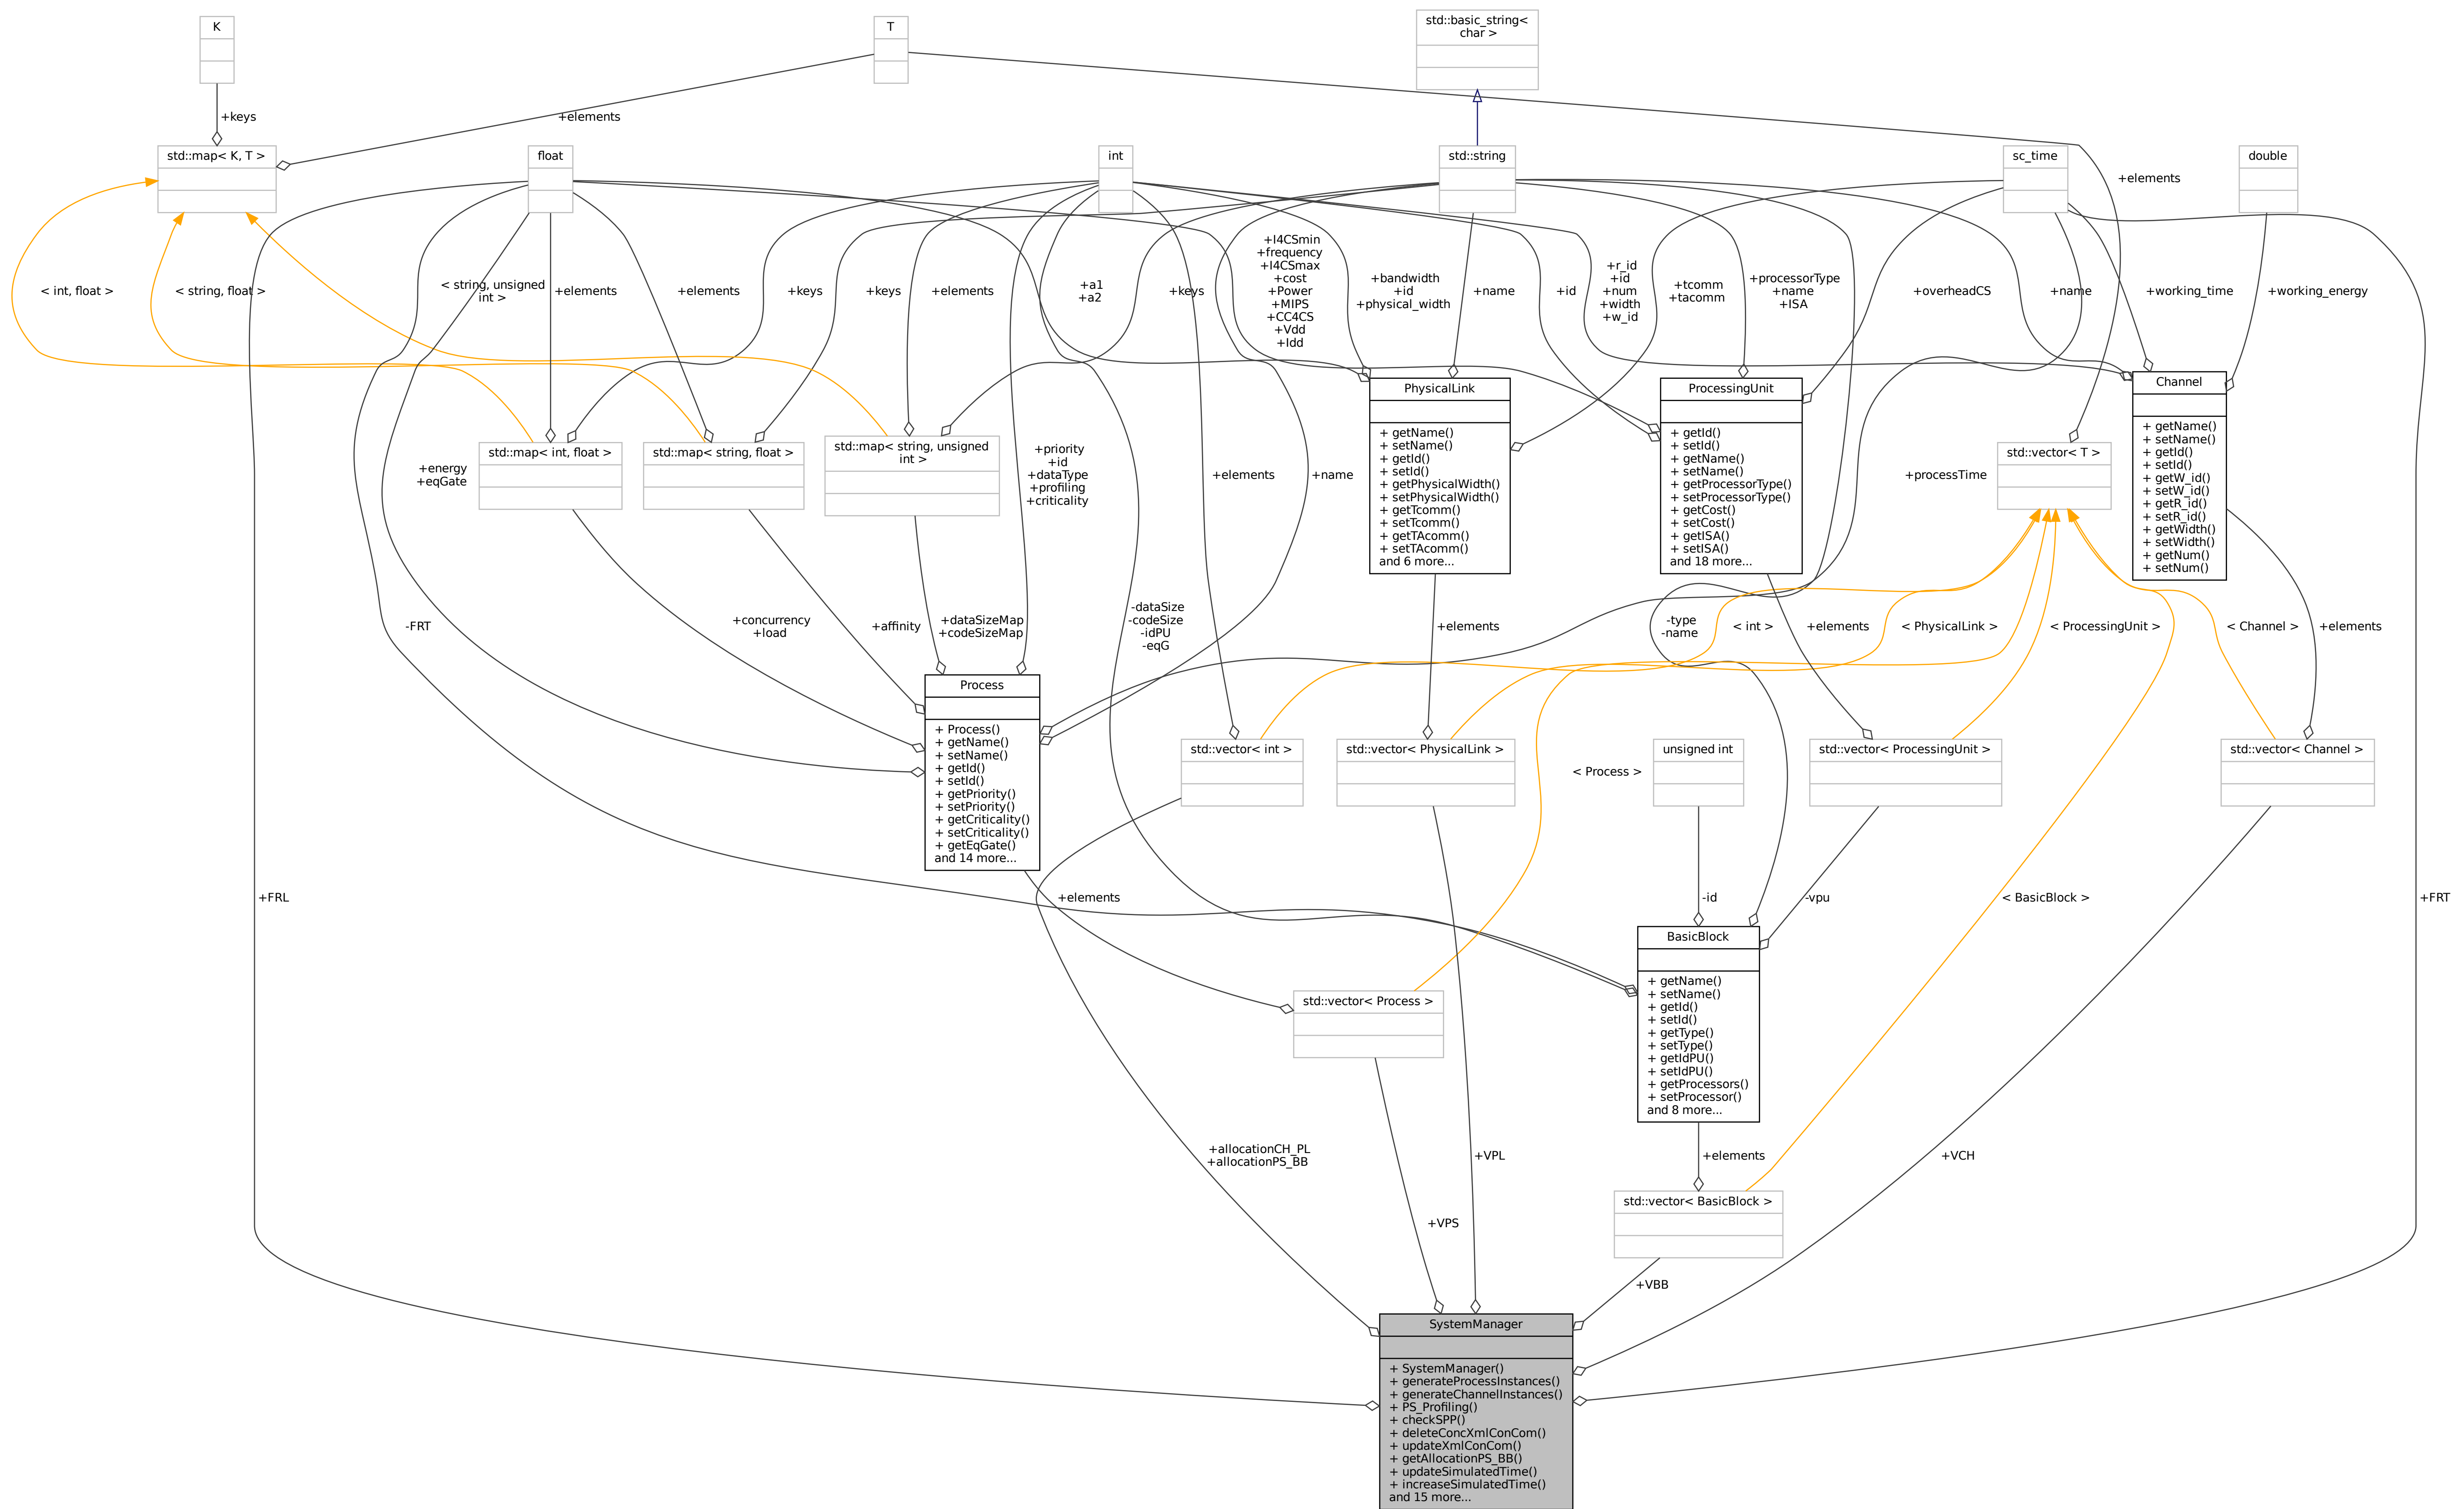 K
T
std::basic_string<
char >
+keys
+elements
std::map< K, T >
float
int
std::string
sc_time
double
+elements
< int, float >
< string, float >
< string, unsigned
int >
+elements
+elements
+keys
+keys
+elements
+a1
+a2
+keys
+I4CSmin
+frequency
+I4CSmax
+cost
+Power
+MIPS
+CC4CS
+Vdd
+Idd
+bandwidth
+id
+physical_width
+name
+id
+r_id
+id
+num
+width
+w_id
+tcomm
+tacomm
+processorType
+name
+ISA
+overheadCS
+name
+working_time
+working_energy
PhysicalLink
+ getName()
+ setName()
+ getId()
+ setId()
+ getPhysicalWidth()
+ setPhysicalWidth()
+ getTcomm()
+ setTcomm()
+ getTAcomm()
+ setTAcomm()
and 6 more...
ProcessingUnit
+ getId()
+ setId()
+ getName()
+ setName()
+ getProcessorType()
+ setProcessorType()
+ getCost()
+ setCost()
+ getISA()
+ setISA()
and 18 more...
Channel
+ getName()
+ setName()
+ getId()
+ setId()
+ getW_id()
+ setW_id()
+ getR_id()
+ setR_id()
+ getWidth()
+ setWidth()
+ getNum()
+ setNum()
+energy
+eqGate
std::map< int, float >
std::map< string, float >
std::map< string, unsigned
int >
+priority
+id
+dataType
+profiling
+criticality
+elements
+name
+processTime
std::vector< T >
-FRT
+concurrency
+load
+affinity
+dataSizeMap
+codeSizeMap
-dataSize
-codeSize
-idPU
-eqG
+elements
-type
-name
< int >
+elements
< PhysicalLink >
< ProcessingUnit >
< Channel >
+elements
Process
+ Process()
+ getName()
+ setName()
+ getId()
+ setId()
+ getPriority()
+ setPriority()
+ getCriticality()
+ setCriticality()
+ getEqGate()
and 14 more...
std::vector< int >
std::vector< PhysicalLink >
< Process >
unsigned int
std::vector< ProcessingUnit >
std::vector< Channel >
+FRL
+elements
-id
-vpu
< BasicBlock >
+FRT
BasicBlock
+ getName()
+ setName()
+ getId()
+ setId()
+ getType()
+ setType()
+ getIdPU()
+ setIdPU()
+ getProcessors()
+ setProcessor()
and 8 more...
std::vector< Process >
+allocationCH_PL
+allocationPS_BB
+VPL
+elements
+VCH
std::vector< BasicBlock >
+VPS
+VBB
SystemManager
+ SystemManager()
+ generateProcessInstances()
+ generateChannelInstances()
+ PS_Profiling()
+ checkSPP()
+ deleteConcXmlConCom()
+ updateXmlConCom()
+ getAllocationPS_BB()
+ updateSimulatedTime()
+ increaseSimulatedTime()
and 15 more...